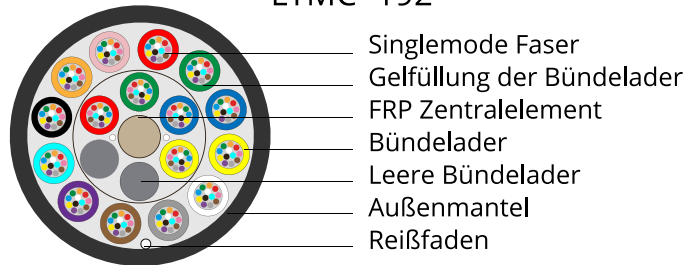 Singlemode Faser
Gelfüllung der Bündelader
FRP Zentralelement
Bündelader
Leere Bündelader
Außenmantel
Reißfaden